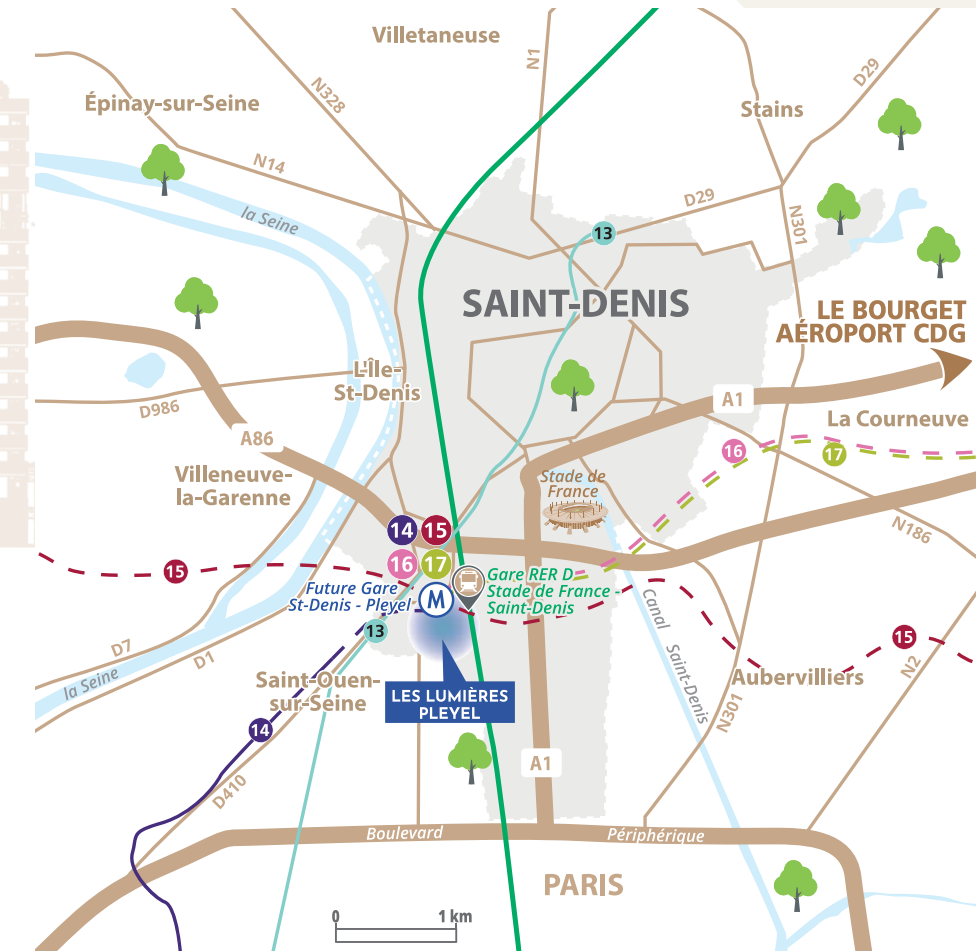 Villetaneuse
N1
D29
N328
Épinay-sur-Seine
Stains
N14
D29
la Seine
N301
13
SAINT-DENIS
LE BOURGET
AÉROPORT CDG
L'Île-
St-Denis
D986
A1
La Courneuve
A86
16
17
Villeneuve-
la-Garenne
Stade de
France
N186
14
15
16
17
15
Future Gare
St-Denis - Pleyel
M
Gare RER D
Stade de France -
Saint-Denis
13
Canal Saint-Denis
15
D7
D1
la Seine
N2
Saint-Ouen-
sur-Seine
LES LUMIÈRES
PLEYEL
Aubervilliers
N301
14
A1
D410
Boulevard Périphérique
PARIS
0 1 km